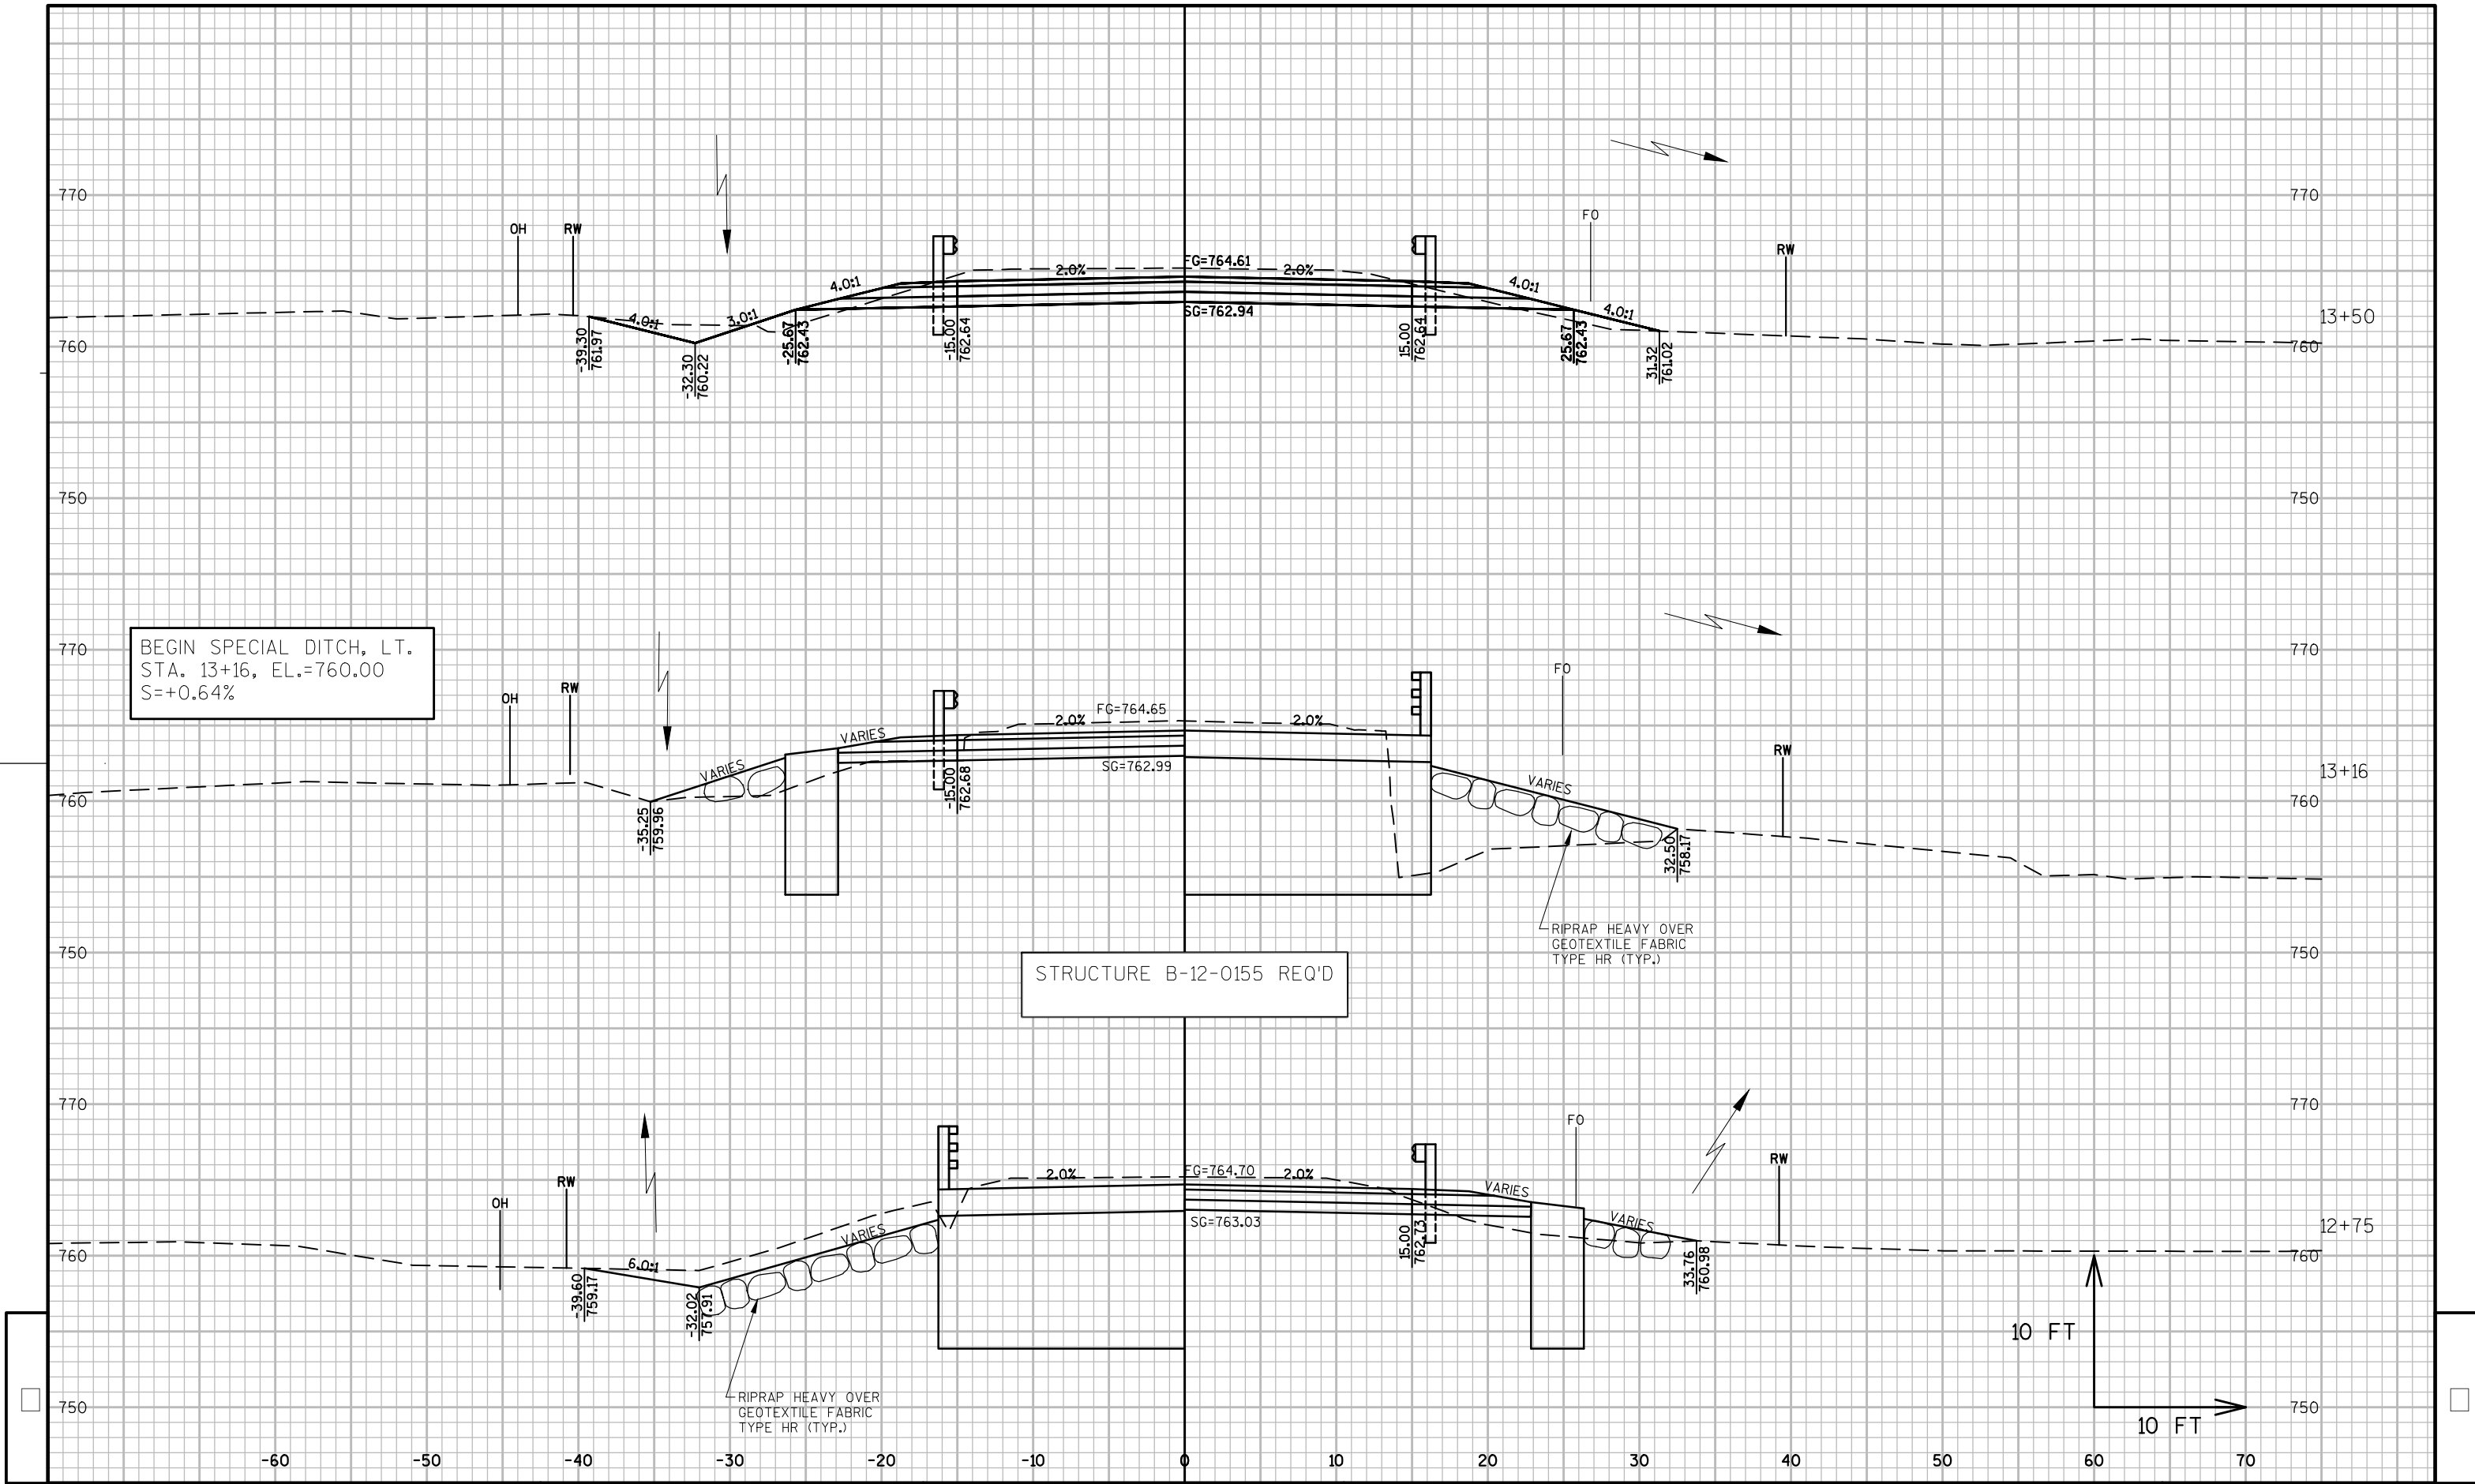 770
770
OH
RW
FO
RW
FG=764.61
2.0%
2.0%
4.0:1
4.0:1
4.0:1
3.0:1
4.0:1
SG=762.94
13+50
760
760
-39.30
761.97
-32.30
760.22
-25.67
762.43
-15.00
762.64
15.00
762.64
25.67
762.43
31.32
761.02
750
750
BEGIN SPECIAL DITCH, LT.
STA. 13+16, EL.=760.00
S=+0.64%
770
770
OH
RW
FO
RW
FG=764.65
2.0%
2.0%
VARIES
VARIES
VARIES
SG=762.99
13+16
760
760
-35.25
759.96
-15.00
762.68
32.50
758.17
RIPRAP HEAVY OVER
GEOTEXTILE FABRIC
TYPE HR (TYP.)
750
750
STRUCTURE B-12-0155 REQ'D
770
770
OH
RW
FO
RW
FG=764.70
2.0%
2.0%
VARIES
VARIES
VARIES
6.0:1
SG=763.03
12+75
760
760
-39.60
759.17
-32.02
757.91
15.00
762.73
33.76
760.98
10 FT
10 FT
RIPRAP HEAVY OVER
GEOTEXTILE FABRIC
TYPE HR (TYP.)
750
750
-60 -50 -40 -30 -20 -10 0 10 20 30 40 50 60 70